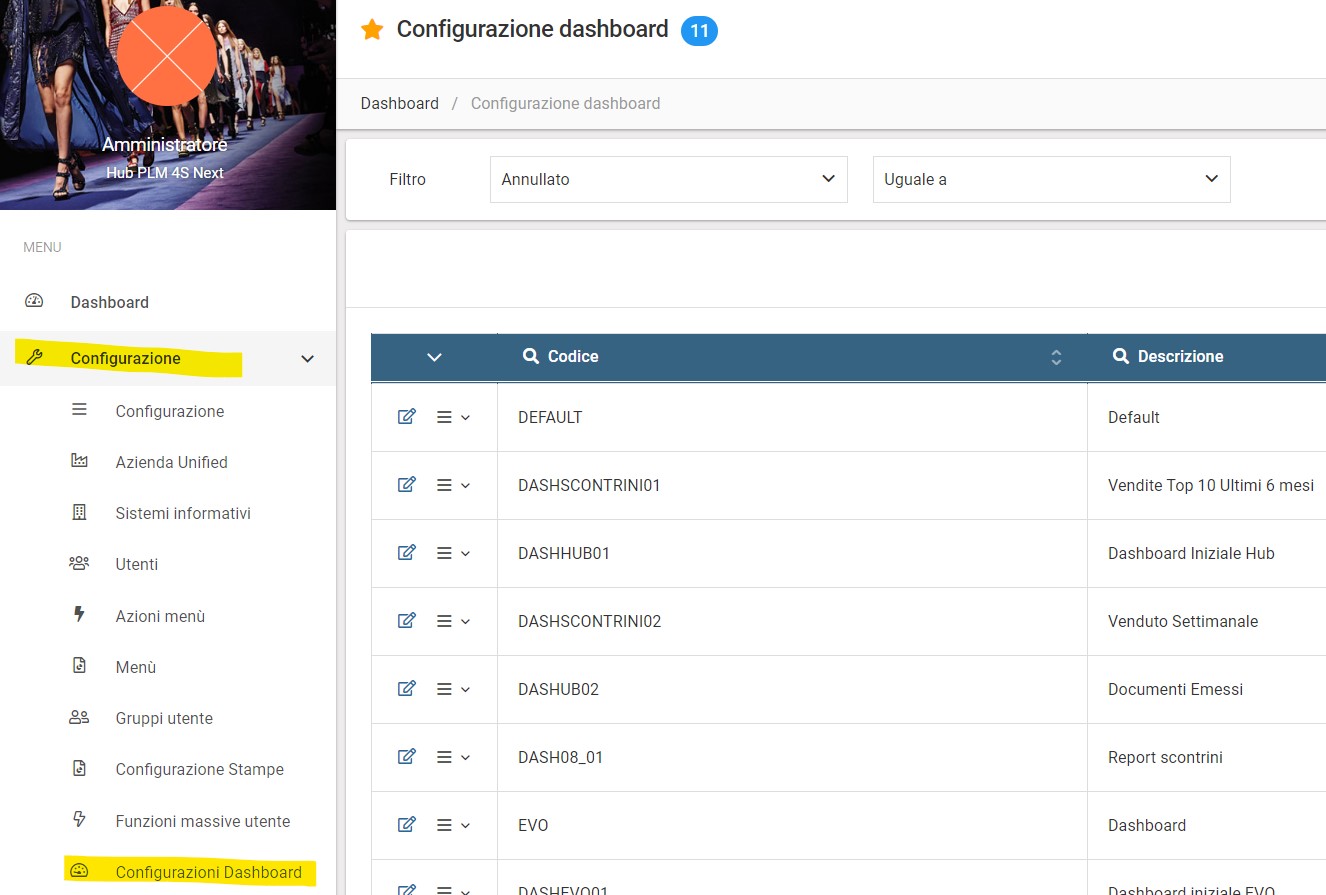 Amministratore
Hub PLM 4S Next
MENU
Dashboard
Configurazione
Configurazione
Azienda Unified
Sistemi informativi
Utenti
Azioni menù
Menù
Gruppi utente
Configurazione Stampe
Funzioni massive utente
Configurazioni Dashboard
Configurazione dashboard 11
Dashboard / Configurazione dashboard
Filtro Annullato Uguale a
Codice Descrizione
DEFAULT Default
DASHSCONTRINI01 Vendite Top 10 Ultimi 6 mesi
DASHHUB01 Dashboard Iniziale Hub
DASHSCONTRINI02 Venduto Settimanale
DASHUB02 Documenti Emessi
DASH08_01 Report scontrini
EVO Dashboard
DASHEVO01 Dashboard iniziale EVO